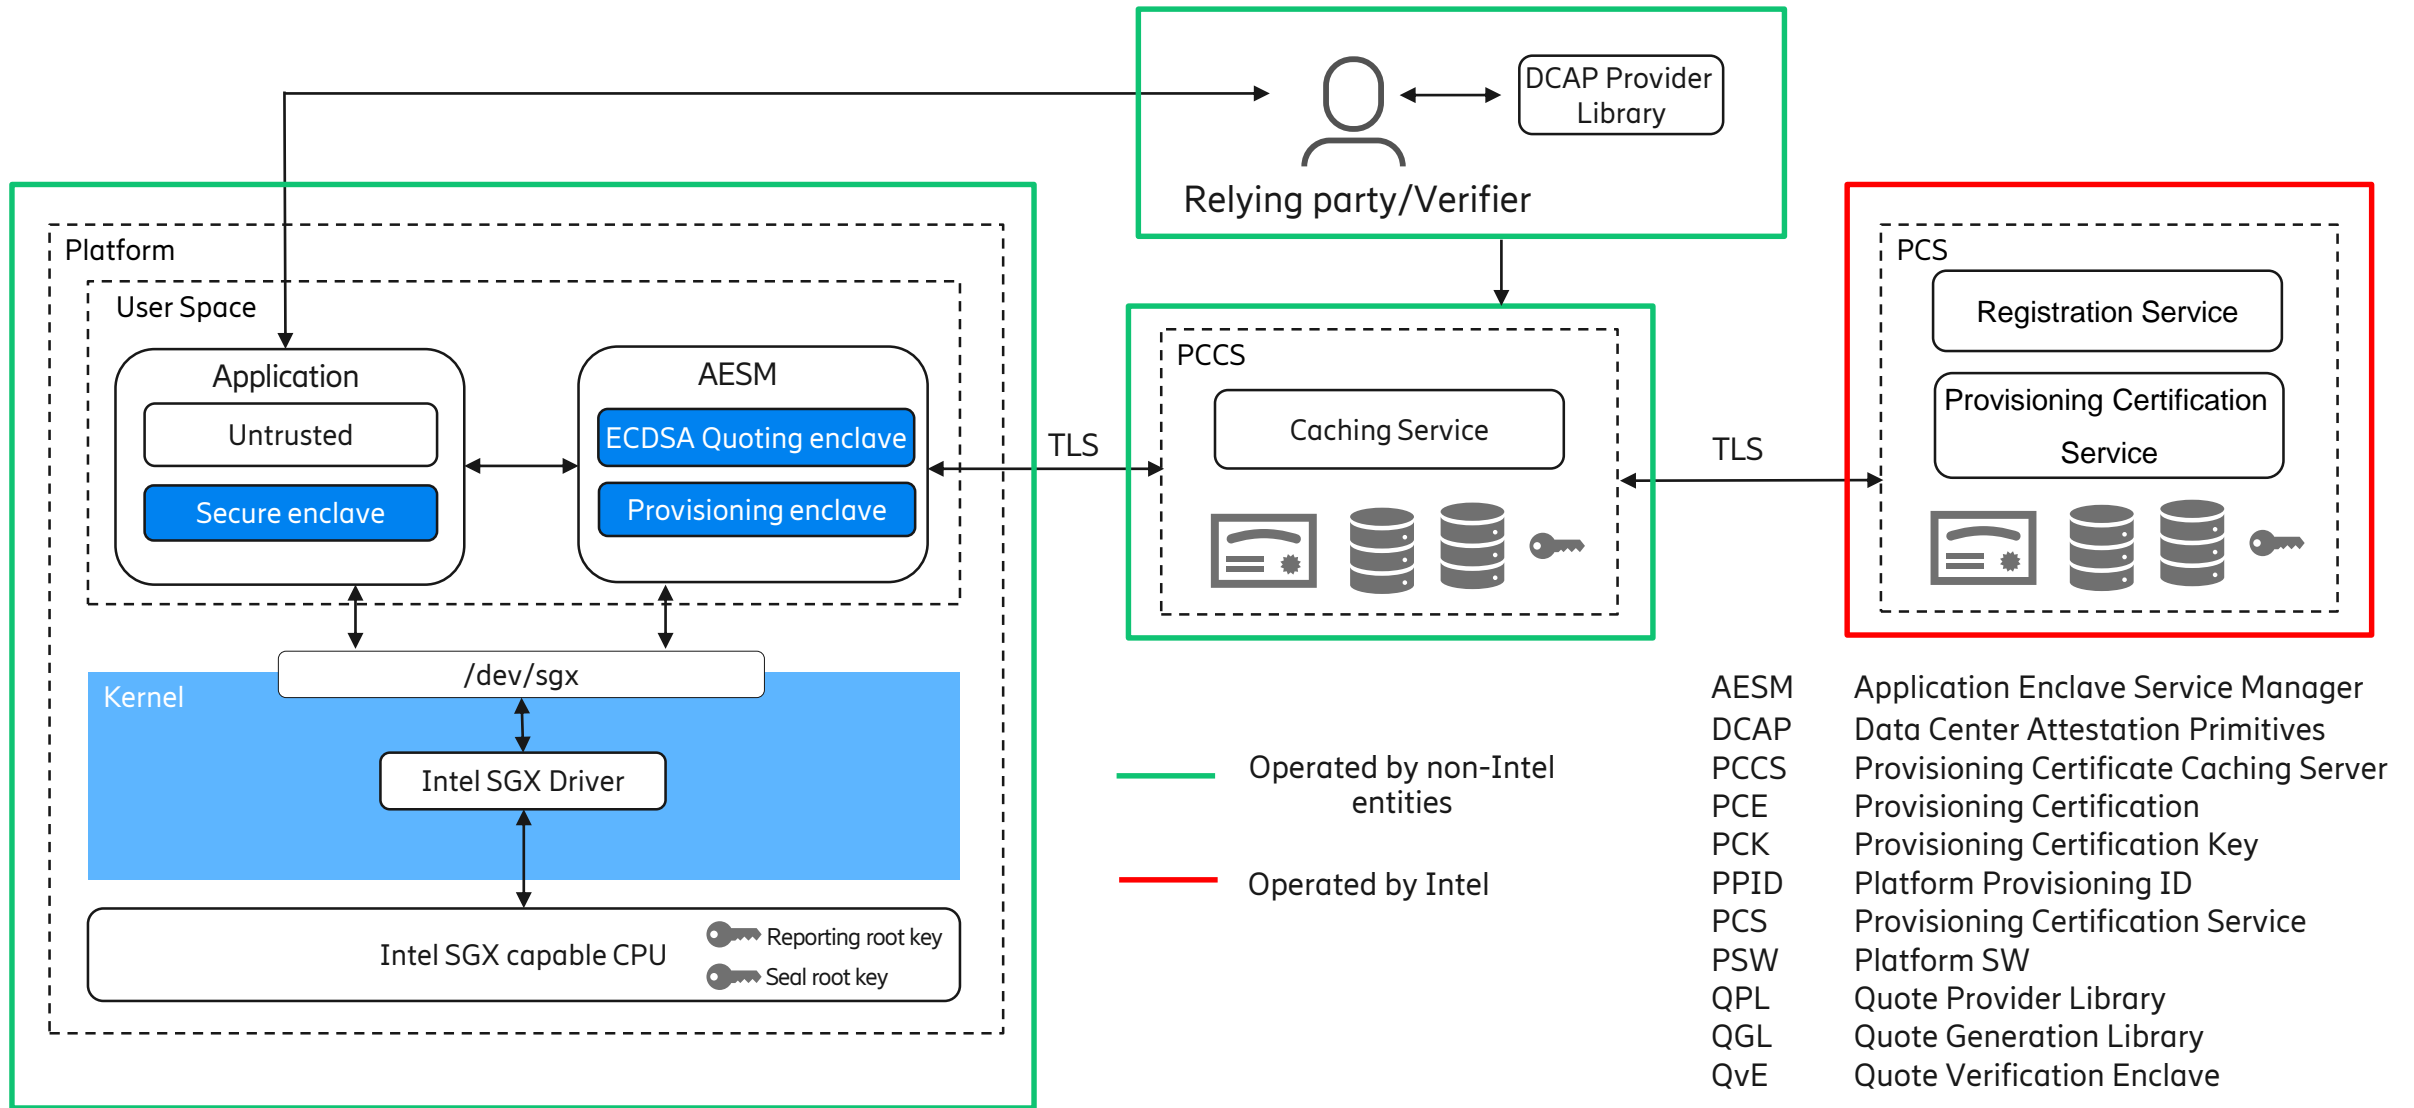 DCAP Provider
Library
Relying party/Verifier
Platform
User Space
Application
Untrusted
Secure enclave
AESM
ECDSA Quoting enclave
Provisioning enclave
TLS
PCCS
Caching Service
TLS
PCS
Registration Service
Provisioning Certification
Service
/dev/sgx
Kernel
Intel SGX Driver
Intel SGX capable CPU
Reporting root key
Seal root key
Operated by non-Intel
entities
Operated by Intel
AESM Application Enclave Service Manager
DCAP Data Center Attestation Primitives
PCCS Provisioning Certificate Caching Server
PCE Provisioning Certification
PCK Provisioning Certification Key
PPID Platform Provisioning ID
PCS Provisioning Certification Service
PSW Platform SW
QPL Quote Provider Library
QGL Quote Generation Library
QvE Quote Verification Enclave